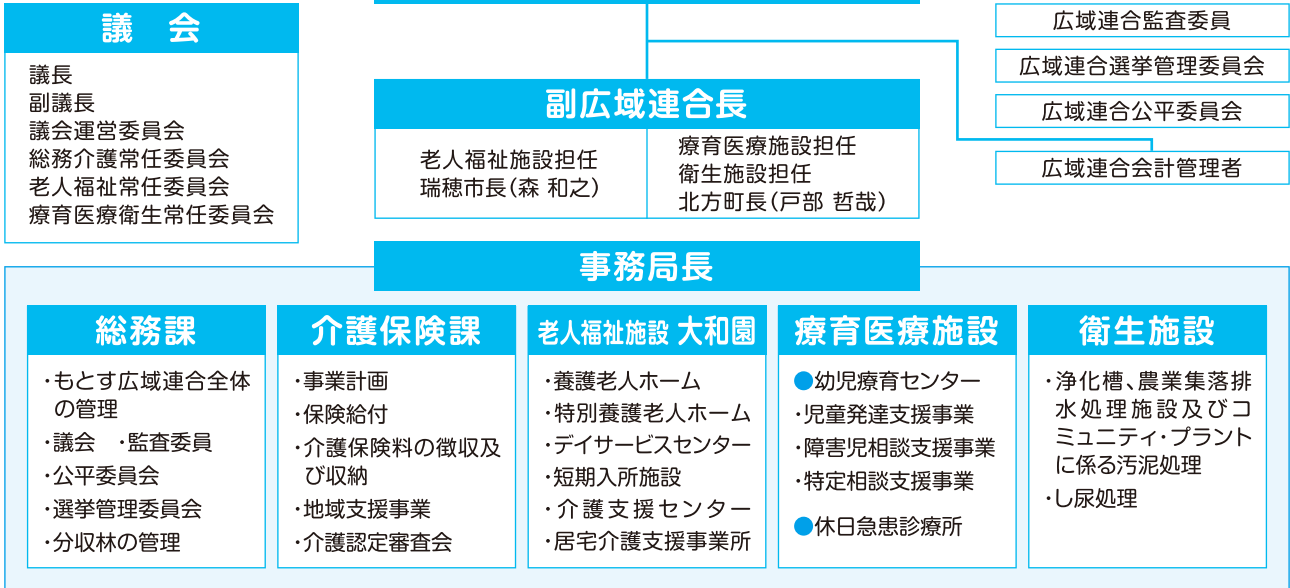 議　会
議長
副議長
議会運営委員会
総務介護常任委員会
老人福祉常任委員会
療育医療衛生常任委員会
副広域連合長
老人福祉施設担任
瑞穂市長(森 和之)
療育医療施設担任
衛生施設担任
北方町長(戸部 哲哉)
広域連合監査委員
広域連合選挙管理委員会
広域連合公平委員会
広域連合会計管理者
事務局長
総務課
・もとす広域連合全体
の管理
・議会　・監査委員
・公平委員会
・選挙管理委員会
・分収林の管理
介護保険課
・事業計画
・保険給付
・介護保険料の徴収及
び収納
・地域支援事業
・介護認定審査会
老人福祉施設 大和園
・養護老人ホーム
・特別養護老人ホーム
・デイサービスセンター
・短期入所施設
・介護支援センター
・居宅介護支援事業所
療育医療施設
●幼児療育センター
・児童発達支援事業
・障害児相談支援事業
・特定相談支援事業
●休日急患診療所
衛生施設
・浄化槽、農業集落排
水処理施設及びコ
ミュニティ・プラント
に係る汚泥処理
・し尿処理